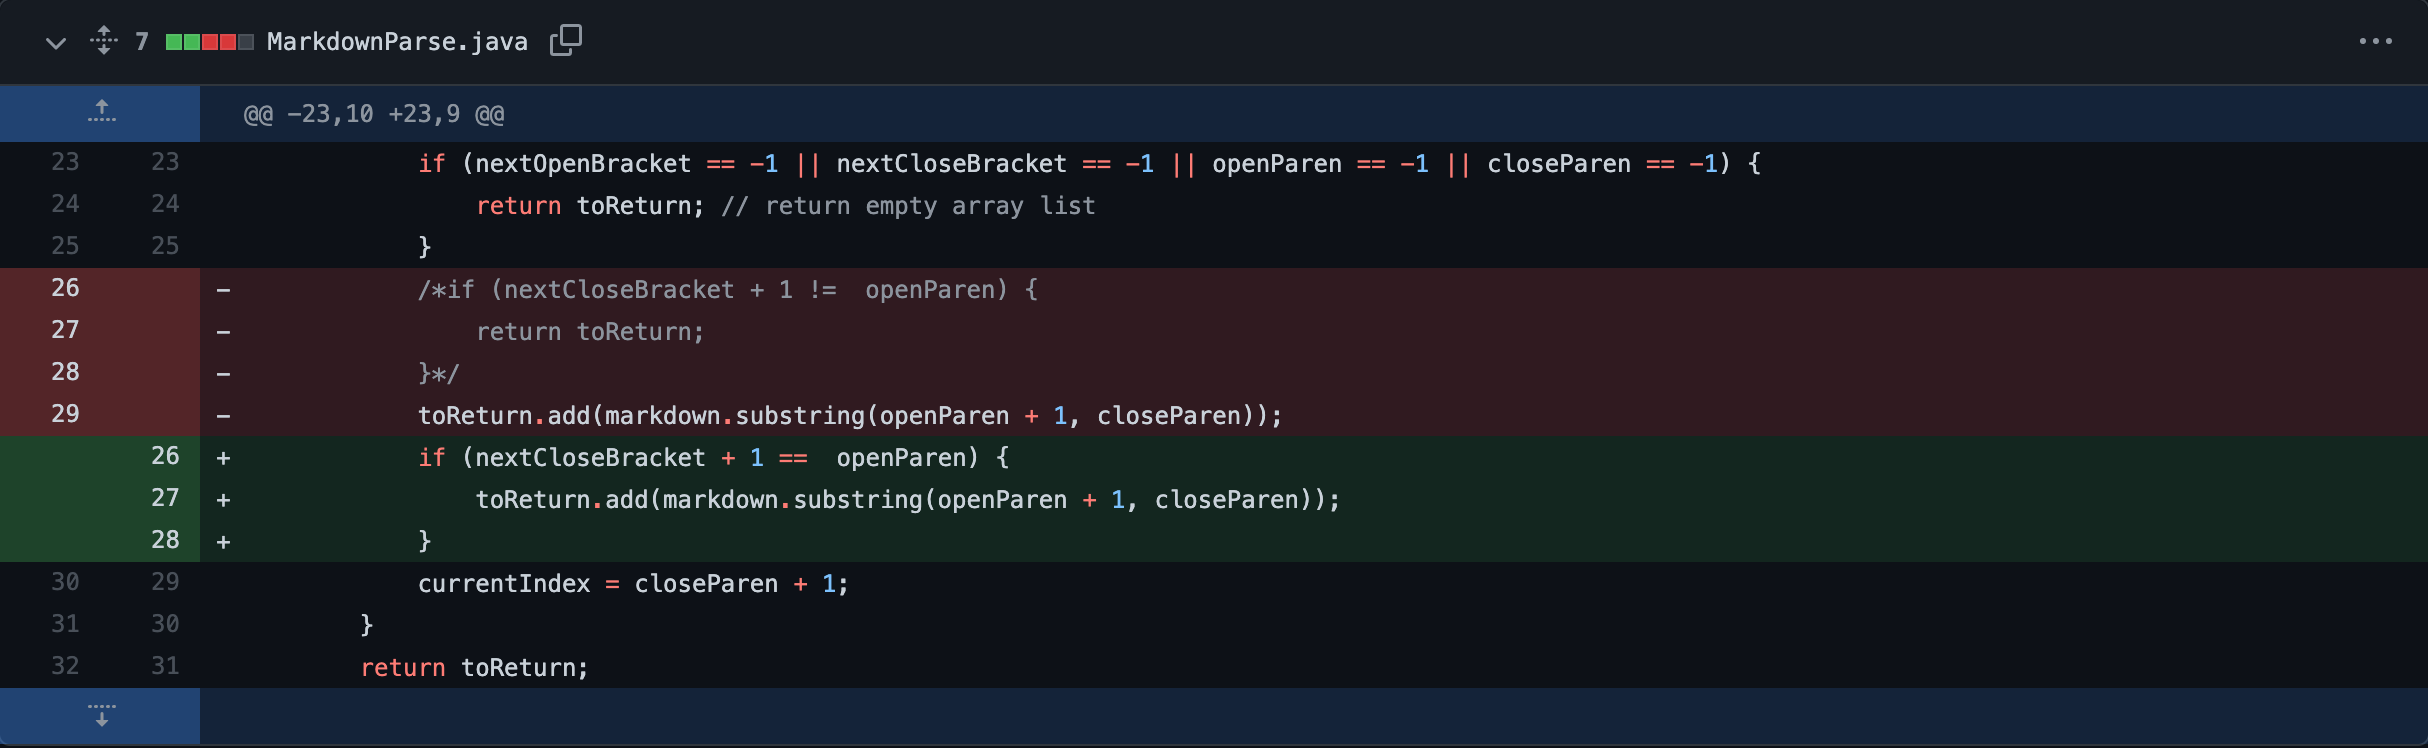 7 MarkdownParse.java
@@ -23,10 +23,9 @@
23 23 if (nextOpenBracket == -1 || nextCloseBracket == -1 || openParen == -1 || closeParen == -1) {
24 24 return toReturn; // return empty array list
25 25 }
26 - /*if (nextCloseBracket + 1 !=  openParen) {
27 - return toReturn;
28 - }*/
29 - toReturn.add(markdown.substring(openParen + 1, closeParen));
26 + if (nextCloseBracket + 1 ==  openParen) {
27 + toReturn.add(markdown.substring(openParen + 1, closeParen));
28 + }
30 29 currentIndex = closeParen + 1;
31 30 }
32 31 return toReturn;